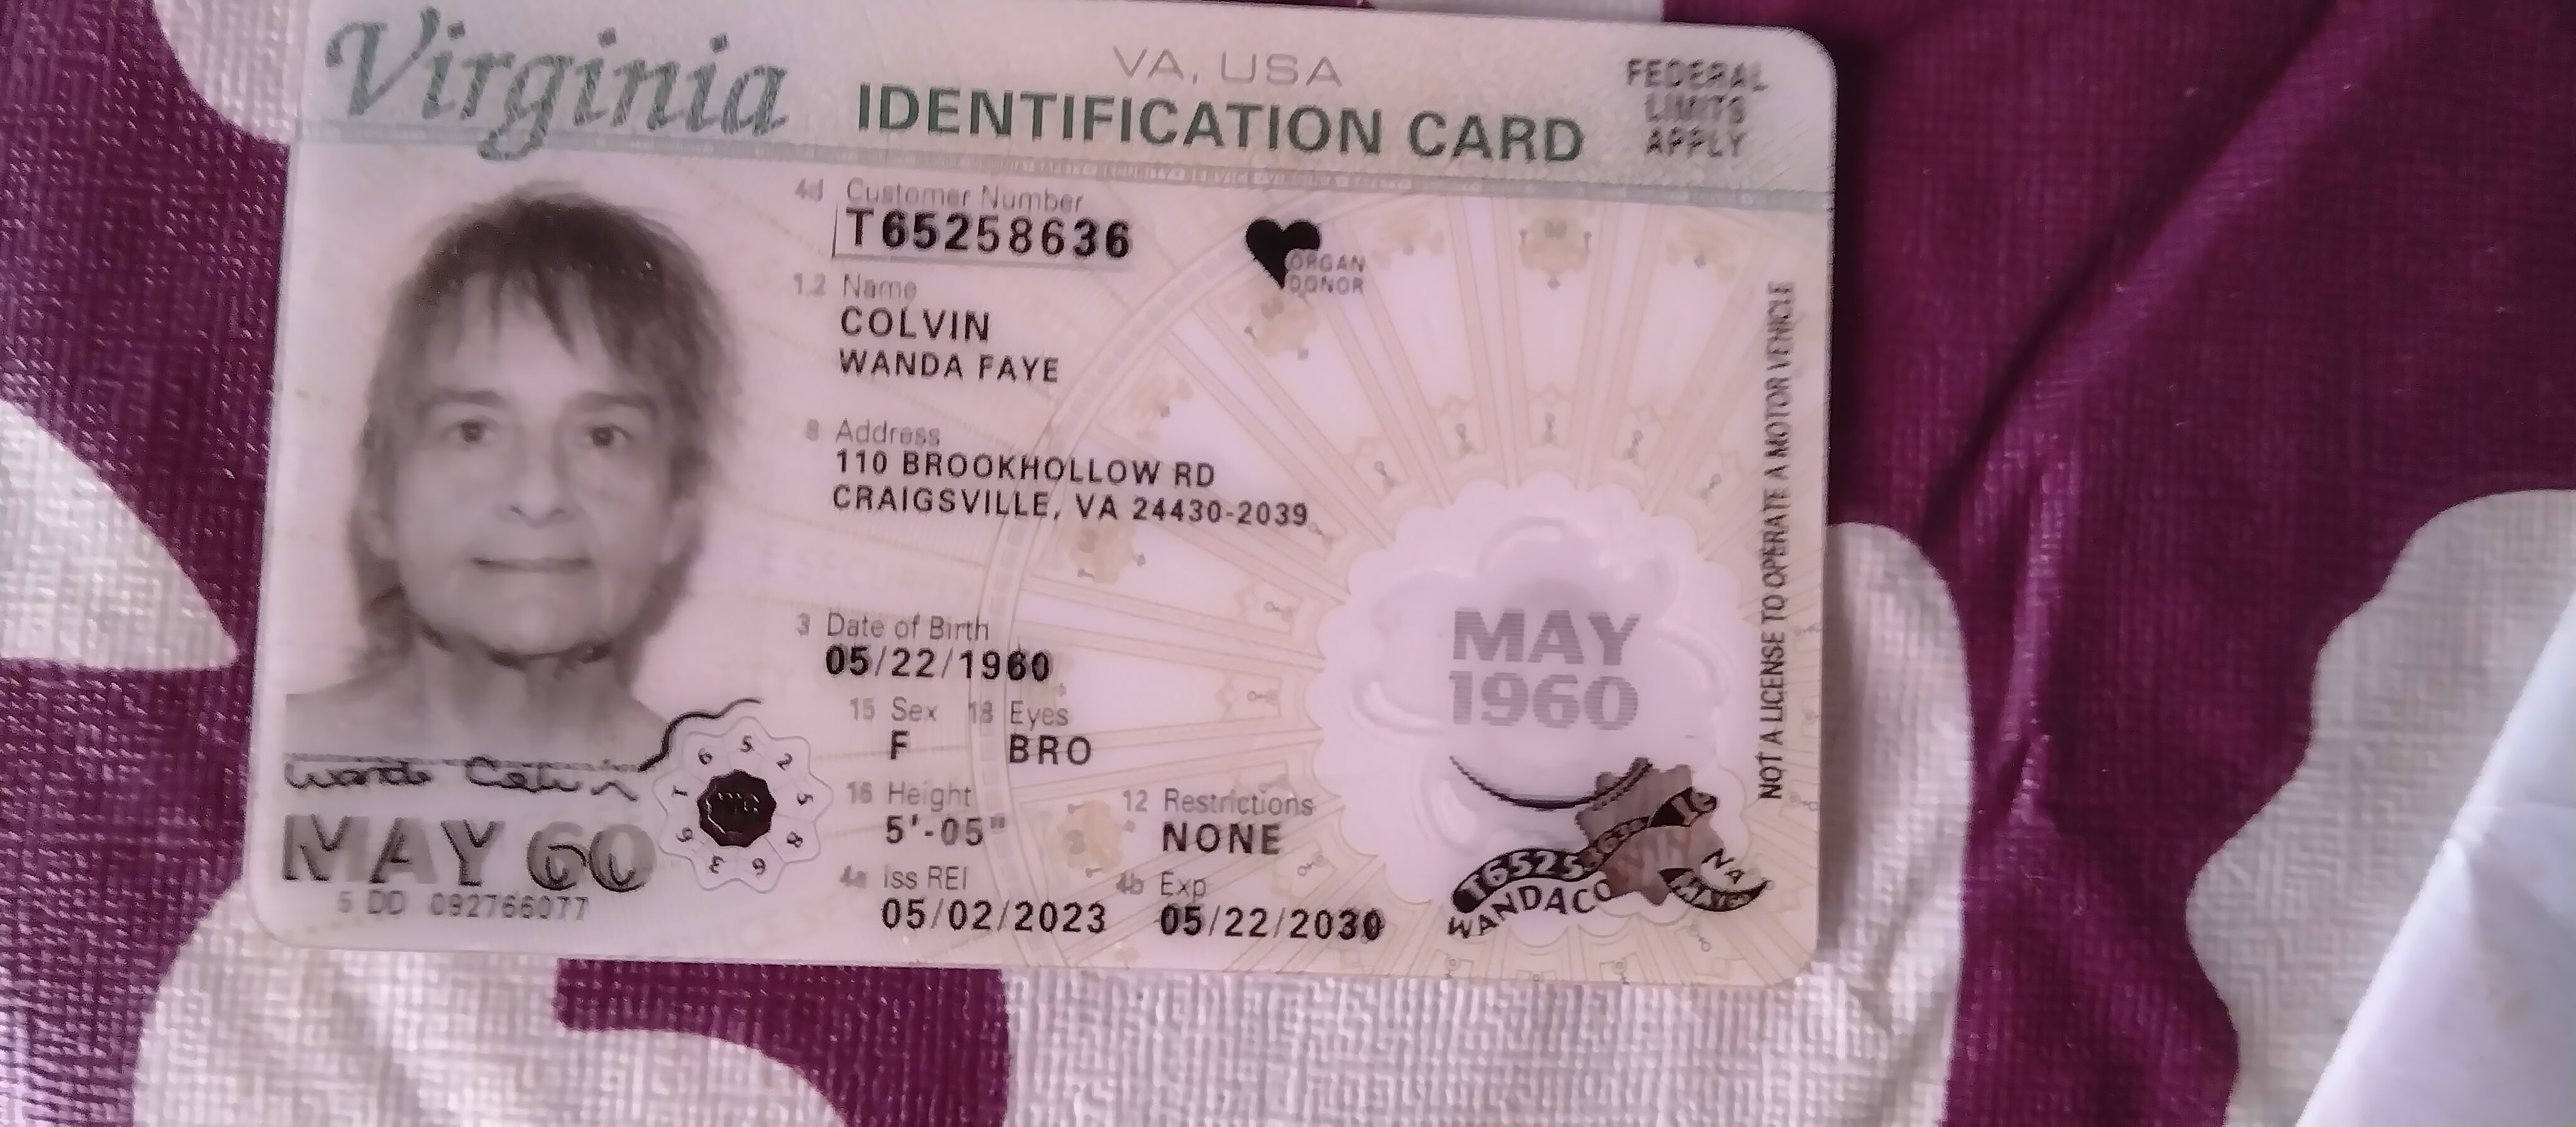 Virginia
VA, USA
IDENTIFICATION CARD
FEDERAL
LIMITS
APPLY
4d Customer Number
T65258636
ORGAN
DONOR
1,2 Name
COLVIN
WANDA FAYE
8 Address
110 BROOKHOLLOW RD
CRAIGSVILLE, VA 24430-2039
3 Date of Birth
05/22/1960
15 Sex 18 Eyes
F BRO
16 Height 12 Restrictions
5'-05" NONE
4a Iss REI 4b Exp
05/02/2023 05/22/2030
Wanda Colvin
MAY 60
5 DD 092766077
MAY
1960
NOT A LICENSE TO OPERATE A MOTOR VEHICLE